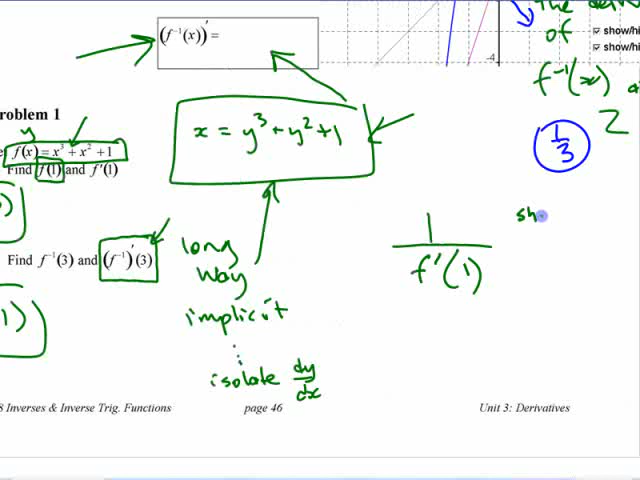 the
of
f⁻¹(x)
2
show/hi
show/hi
-4
(f⁻¹(x))' =
roblem 1
y
f(x) = x³ + x² + 1
Find f(1) and f'(1)
x = y³ + y² + 1
1/3
Find f⁻¹(3) and (f⁻¹)'(3)
1)
long
way
implicit
isolate dy/dx
1/f'(1)
sh
8 Inverses & Inverse Trig. Functions
page 46
Unit 3: Derivatives